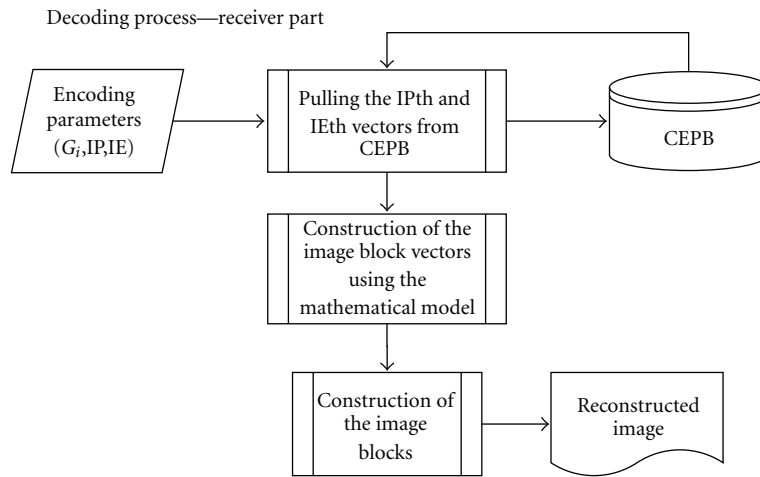 Decoding process—receiver part
Encoding
parameters
(G_i,IP,IE)
Pulling the IPth and
IEth vectors from
CEPB
CEPB
Construction of the
image block vectors
using the
mathematical model
Construction of
the image
blocks
Reconstructed
image